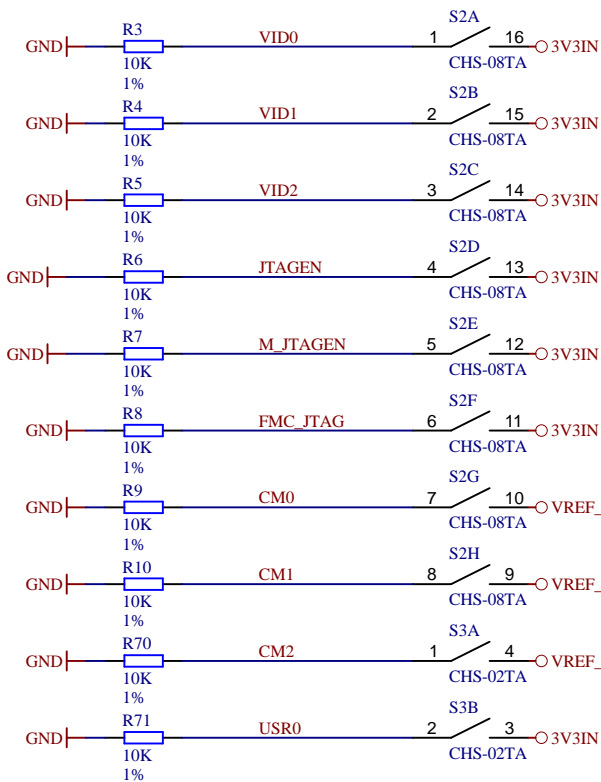 S2A
R3
VID0
1
16
GND
3V3IN
10K
CHS-08TA
1%
S2B
R4
VID1
2
15
GND
3V3IN
10K
CHS-08TA
1%
S2C
R5
VID2
3
14
GND
3V3IN
10K
CHS-08TA
1%
S2D
R6
JTAGEN
4
13
GND
3V3IN
10K
CHS-08TA
1%
S2E
R7
M_JTAGEN
5
12
GND
3V3IN
10K
CHS-08TA
1%
S2F
R8
FMC_JTAG
6
11
GND
3V3IN
10K
CHS-08TA
1%
S2G
R9
CM0
7
10
GND
VREF_
10K
CHS-08TA
1%
S2H
R10
CM1
8
9
GND
VREF_
10K
CHS-08TA
1%
S3A
R70
CM2
1
4
GND
VREF_
10K
CHS-02TA
1%
S3B
R71
USR0
2
3
GND
3V3IN
10K
CHS-02TA
1%